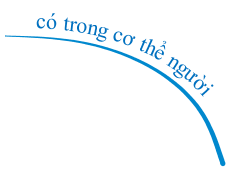 có trong cơ thể người